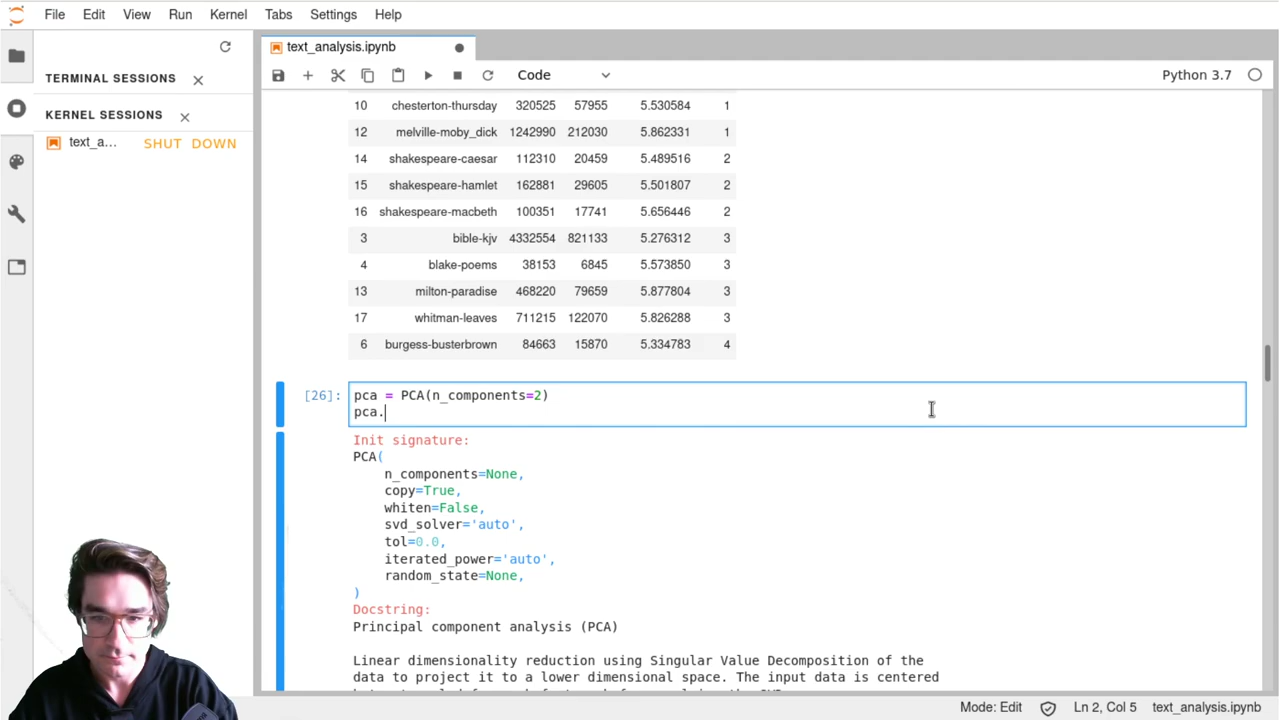 File Edit View Run Kernel Tabs Settings Help
TERMINAL SESSIONS
KERNEL SESSIONS
text_a... SHUT DOWN
text_analysis.ipynb
Code
Python 3.7
10 chesterton-thursday 320525 57955 5.530584 1
12 melville-moby_dick 1242990 212030 5.862331 1
14 shakespeare-caesar 112310 20459 5.489516 2
15 shakespeare-hamlet 162881 29605 5.501807 2
16 shakespeare-macbeth 100351 17741 5.656446 2
3 bible-kjv 4332554 821133 5.276312 3
4 blake-poems 38153 6845 5.573850 3
13 milton-paradise 468220 79659 5.877804 3
17 whitman-leaves 711215 122070 5.826288 3
6 burgess-busterbrown 84663 15870 5.334783 4
[26]: pca = PCA(n_components=2)
pca.
Init signature:
PCA(
n_components=None,
copy=True,
whiten=False,
svd_solver='auto',
tol=0.0,
iterated_power='auto',
random_state=None,
)
Docstring:
Principal component analysis (PCA)
Linear dimensionality reduction using Singular Value Decomposition of the
data to project it to a lower dimensional space. The input data is centered
Mode: Edit Ln 2, Col 5 text_analysis.ipynb